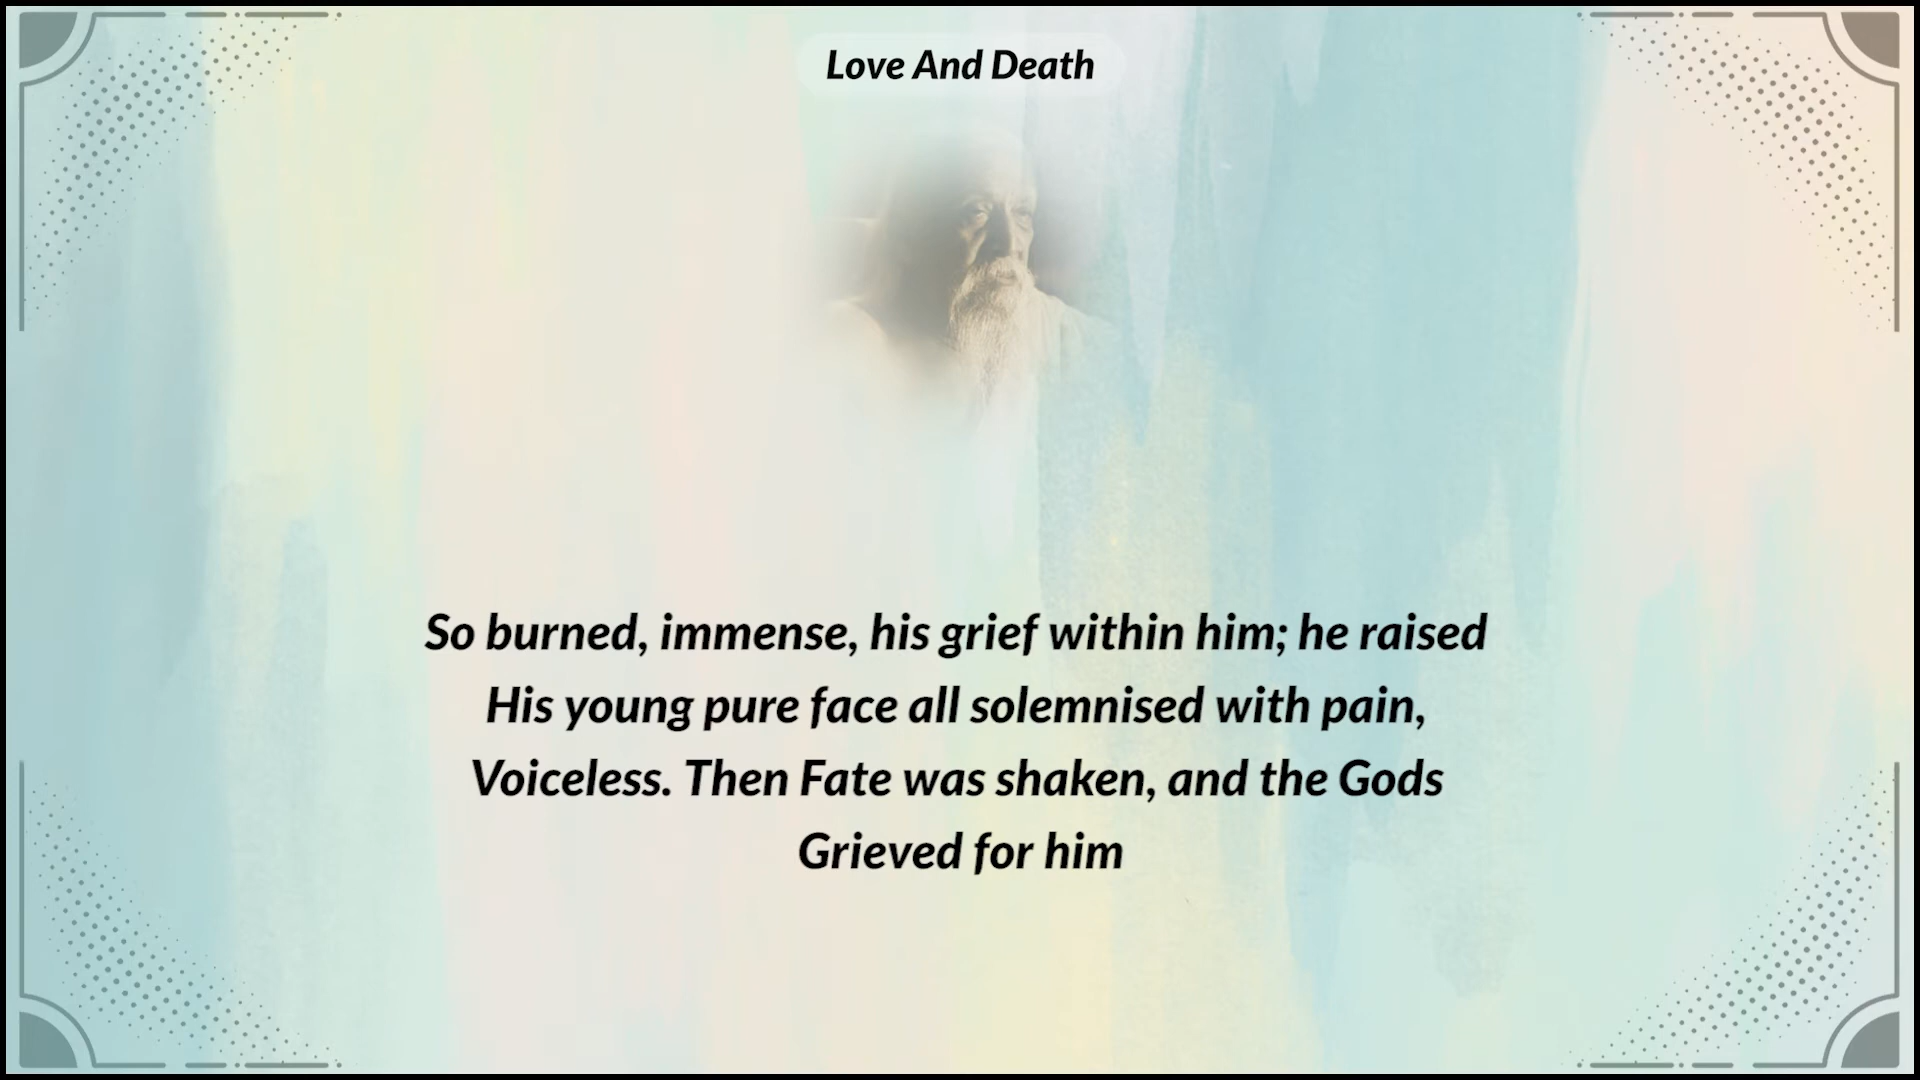 Love And Death
So burned, immense, his grief within him; he raised
His young pure face all solemnised with pain,
Voiceless. Then Fate was shaken, and the Gods
Grieved for him